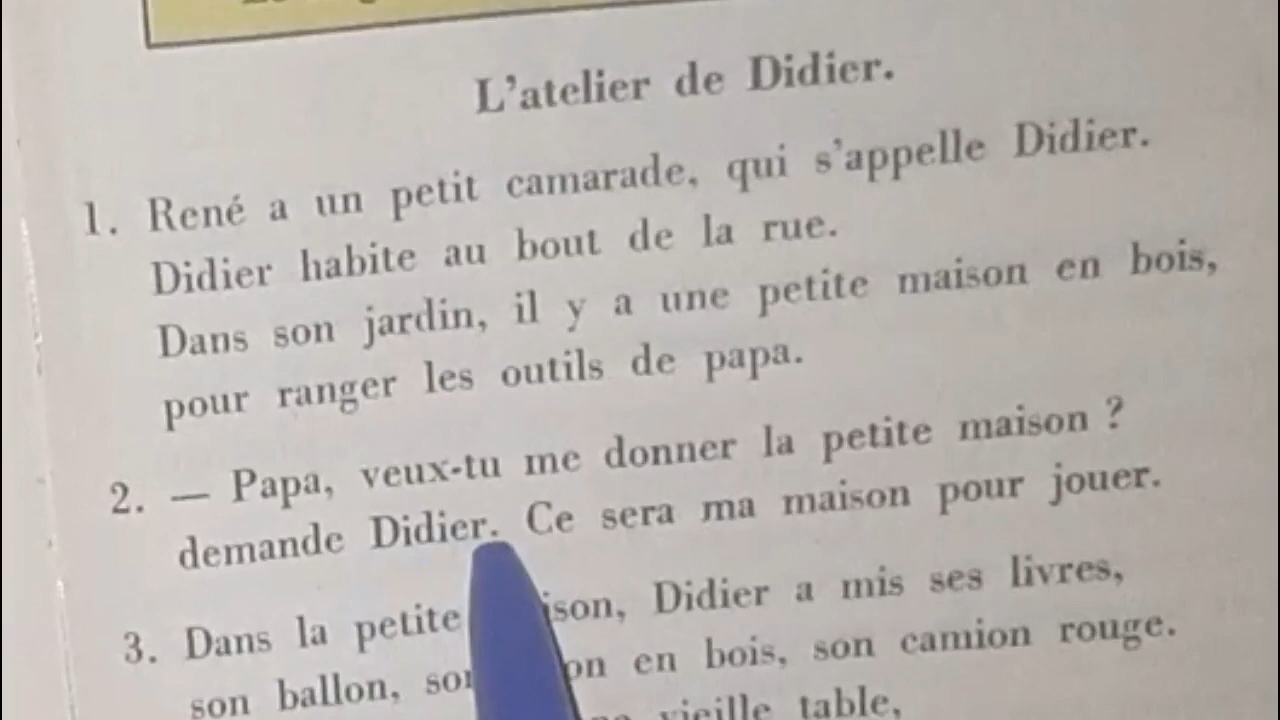 L'atelier de Didier.
1. René a un petit camarade, qui s'appelle Didier.
Didier habite au bout de la rue.
Dans son jardin, il y a une petite maison en bois,
pour ranger les outils de papa.
2. — Papa, veux-tu me donner la petite maison ?
demande Didier. Ce sera ma maison pour jouer.
3. Dans la petite Didier a mis ses livres,
son ballon, en bois, son camion rouge.
vieille table,